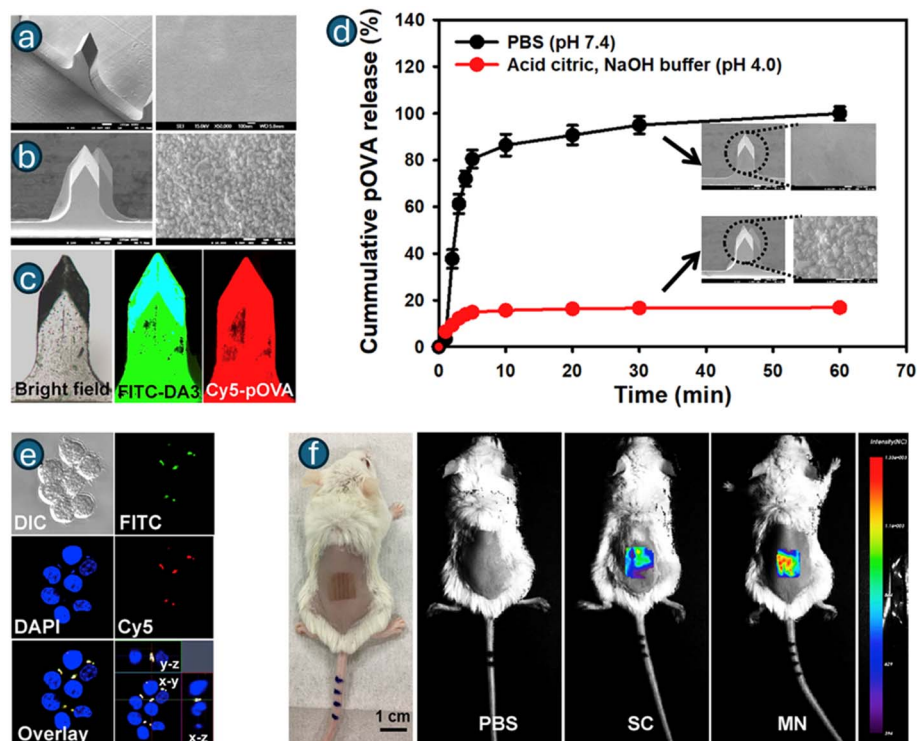 a
b
c
Bright field
FITC-DA3
Cy5-pOVA
d
Cummulative pOVA release (%)
140
120
100
80
60
40
20
0
PBS (pH 7.4)
Acid citric, NaOH buffer (pH 4.0)
0 10 20 30 40 50 60 70
Time (min)
e
DIC
FITC
DAPI
Cy5
Overlay
y-z
x-y
x-z
f
1 cm
PBS
SC
MN
Intensity(NC)